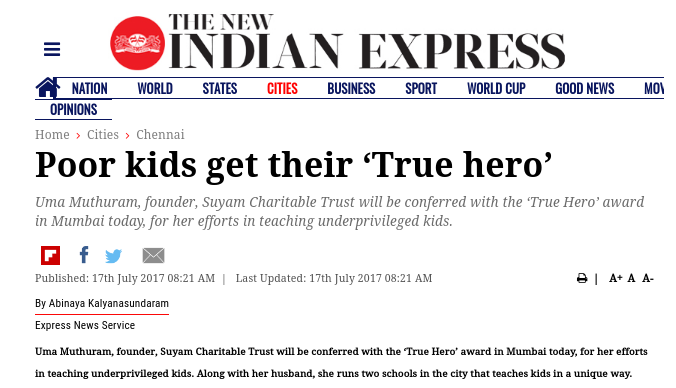 THE NEW
INDIAN EXPRESS
NATION WORLD STATES CITIES BUSINESS SPORT WORLD CUP GOOD NEWS MOV
OPINIONS
Home > Cities > Chennai
Poor kids get their ‘True hero’
Uma Muthuram, founder, Suyam Charitable Trust will be conferred with the ‘True Hero’ award
in Mumbai today, for her efforts in teaching underprivileged kids.
Published: 17th July 2017 08:21 AM | Last Updated: 17th July 2017 08:21 AM | A+ A A-
By Abinaya Kalyanasundaram
Express News Service
Uma Muthuram, founder, Suyam Charitable Trust will be conferred with the ‘True Hero’ award in Mumbai today, for her efforts
in teaching underprivileged kids. Along with her husband, she runs two schools in the city that teaches kids in a unique way.